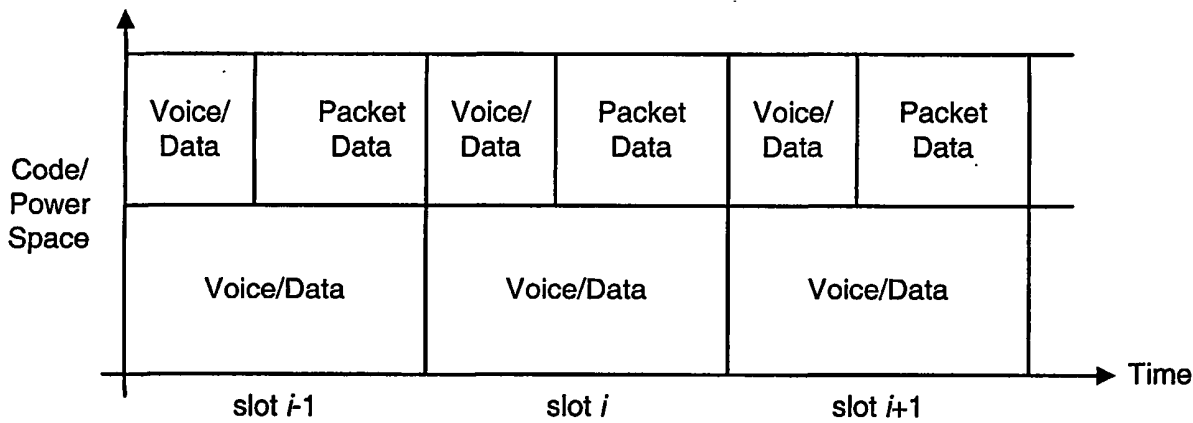 Voice/
Data
Packet
Data
Voice/
Data
Packet
Data
Voice/
Data
Packet
Data
Code/
Power
Space
Voice/Data
Voice/Data
Voice/Data
Time
slot i-1
slot i
slot i+1